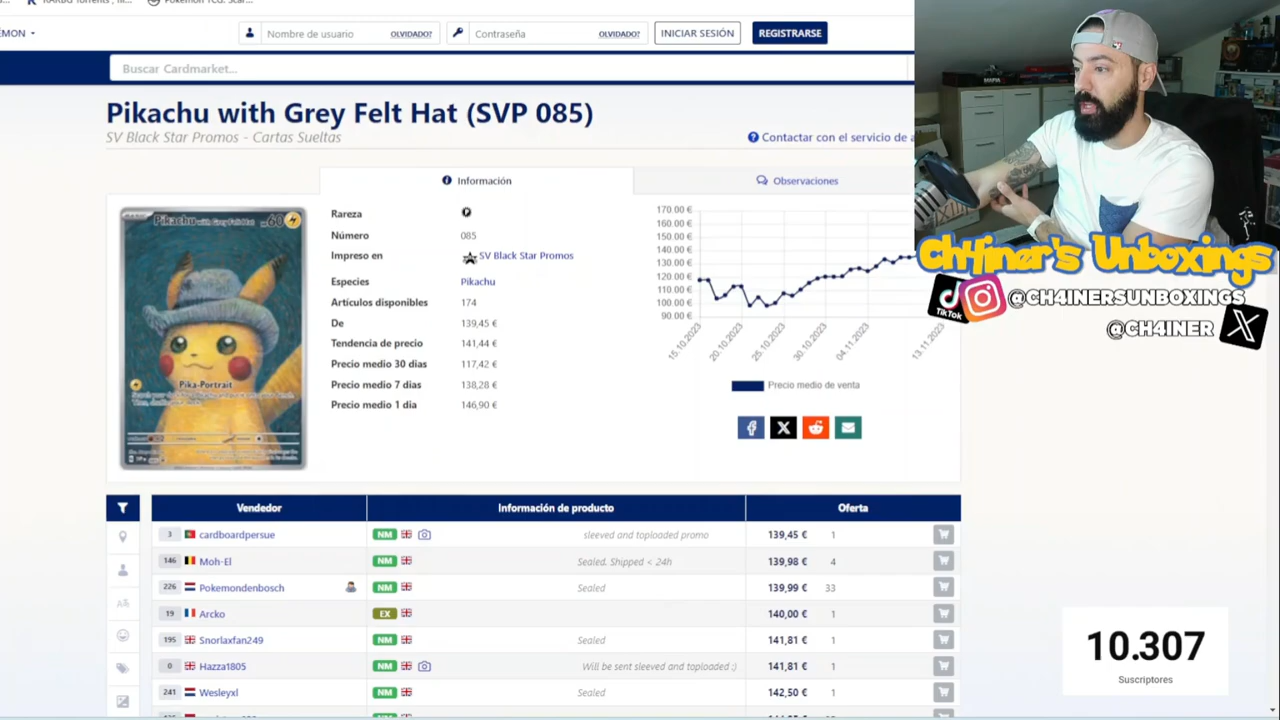 ÉMON
Nombre de usuario
OLVIDADO?
Contraseña
OLVIDADO?
INICIAR SESIÓN
REGISTRARSE
Buscar Cardmarket...
Pikachu with Grey Felt Hat (SVP 085)
SV Black Star Promos - Cartas Sueltas
Contactar con el servicio de a
Información
Observaciones
Pikachu with Grey Felt Hat
60
Pika-Portrait
Rareza
Número 085
Impreso en SV Black Star Promos
Especies Pikachu
Artículos disponibles 174
De 139,45 €
Tendencia de precio 141,44 €
Precio medio 30 días 117,42 €
Precio medio 7 días 138,28 €
Precio medio 1 día 146,90 €
170.00 €
160.00 €
150.00 €
140.00 €
130.00 €
120.00 €
110.00 €
100.00 €
90.00 €
15.10.2023
20.10.2023
25.10.2023
30.10.2023
04.11.2023
13.11.2023
Precio medio de venta
Vendedor Información de producto Oferta
3 cardboardpersue NM sleeved and toploaded promo 139,45 € 1
146 Moh-El NM Sealed. Shipped < 24h 139,98 € 4
226 Pokemondenbosch NM Sealed 139,99 € 33
19 Arcko EX 140,00 € 1
195 Snorlaxfan249 NM Sealed 141,81 € 1
0 Hazza1805 NM Will be sent sleeved and toploaded :) 141,81 € 1
241 Wesleyxl NM Sealed 142,50 € 1
Ch4iner's Unboxings
TikTok
@CH4INERSUNBOXINGS
@CH4INER
10.307
Suscriptores